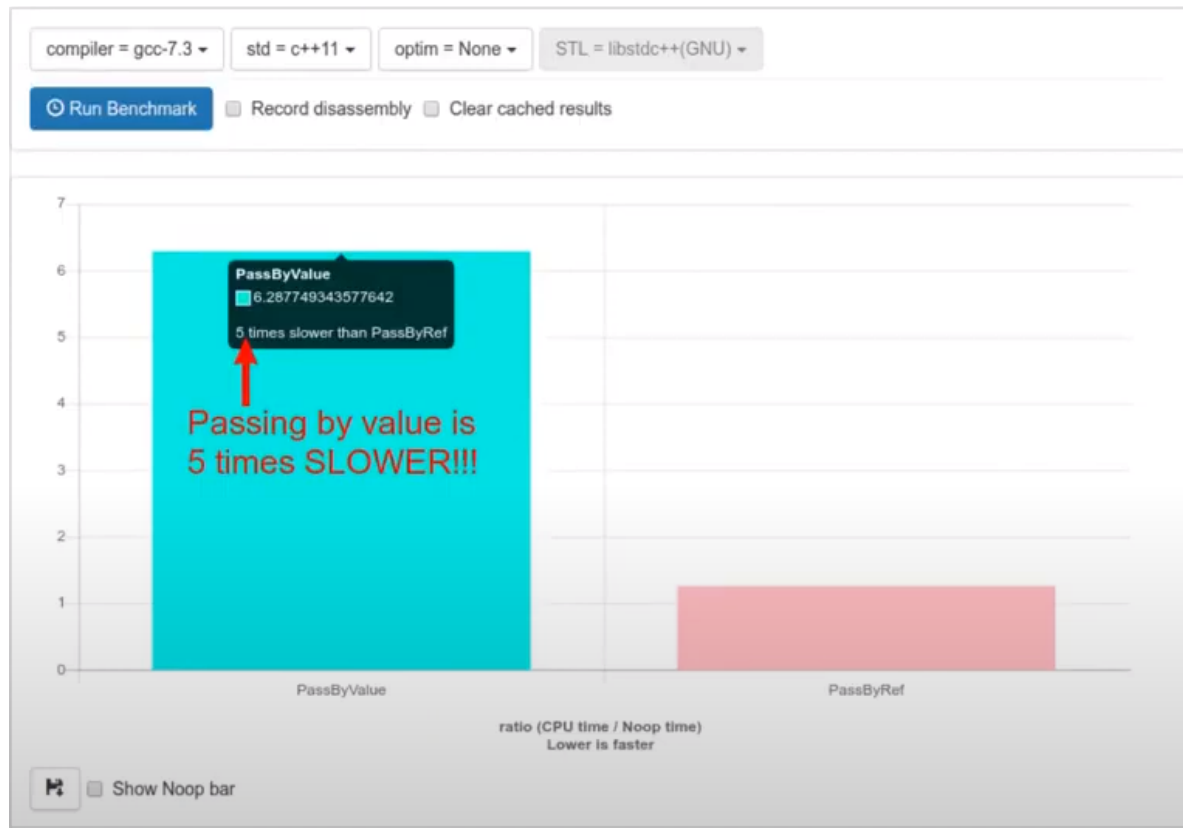 compiler = gcc-7.3 std = c++11 optim = None STL = libstdc++(GNU)
Run Benchmark Record disassembly Clear cached results
7
6
5
4
3
2
1
0
PassByValue
6.287749343577642
5 times slower than PassByRef
Passing by value is
5 times SLOWER!!!
PassByValue PassByRef
ratio (CPU time / Noop time)
Lower is faster
Show Noop bar